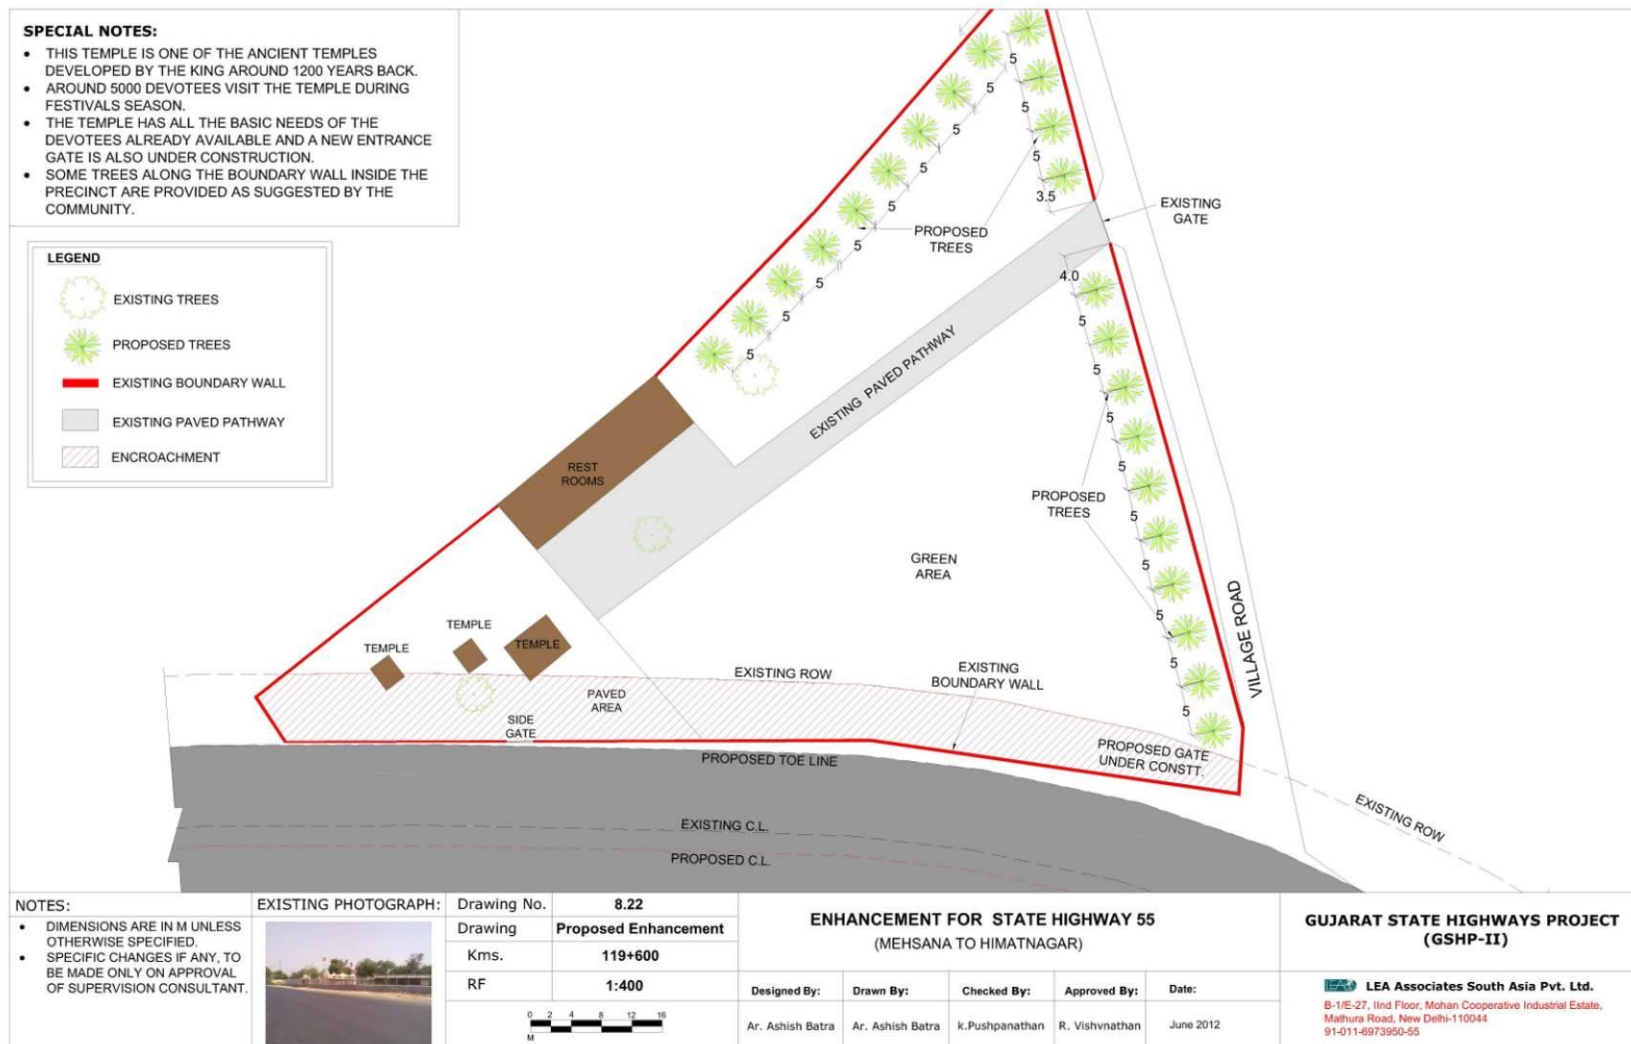 SPECIAL NOTES:
• THIS TEMPLE IS ONE OF THE ANCIENT TEMPLES
DEVELOPED BY THE KING AROUND 1200 YEARS BACK.
• AROUND 5000 DEVOTEES VISIT THE TEMPLE DURING
FESTIVALS SEASON.
• THE TEMPLE HAS ALL THE BASIC NEEDS OF THE
DEVOTEES ALREADY AVAILABLE AND A NEW ENTRANCE
GATE IS ALSO UNDER CONSTRUCTION.
• SOME TREES ALONG THE BOUNDARY WALL INSIDE THE
PRECINCT ARE PROVIDED AS SUGGESTED BY THE
COMMUNITY.
LEGEND
EXISTING TREES
PROPOSED TREES
EXISTING BOUNDARY WALL
EXISTING PAVED PATHWAY
ENCROACHMENT
5
5
5
5
5
5
5
5
5
5
5
5
3.5
PROPOSED
TREES
EXISTING
GATE
4.0
5
5
5
5
5
5
5
5
5
EXISTING PAVED PATHWAY
PROPOSED
TREES
REST
ROOMS
GREEN
AREA
VILLAGE ROAD
TEMPLE
TEMPLE
TEMPLE
EXISTING ROW
EXISTING
BOUNDARY WALL
PAVED
AREA
SIDE
GATE
PROPOSED GATE
UNDER CONSTT.
PROPOSED TOE LINE
EXISTING ROW
EXISTING C.L.
PROPOSED C.L.
NOTES:
• DIMENSIONS ARE IN M UNLESS
OTHERWISE SPECIFIED.
• SPECIFIC CHANGES IF ANY, TO
BE MADE ONLY ON APPROVAL
OF SUPERVISION CONSULTANT.
EXISTING PHOTOGRAPH:
Drawing No. 8.22
Drawing Proposed Enhancement
Kms. 119+600
RF 1:400
0 2 4 8 12 16
M
ENHANCEMENT FOR STATE HIGHWAY 55
(MEHSANA TO HIMATNAGAR)
Designed By: Drawn By: Checked By: Approved By: Date:
Ar. Ashish Batra Ar. Ashish Batra k.Pushpanathan R. Vishvnathan June 2012
GUJARAT STATE HIGHWAYS PROJECT
(GSHP-II)
LEA LEA Associates South Asia Pvt. Ltd.
B-1/E-27, IInd Floor, Mohan Cooperative Industrial Estate,
Mathura Road, New Delhi-110044
91-011-6973950-55